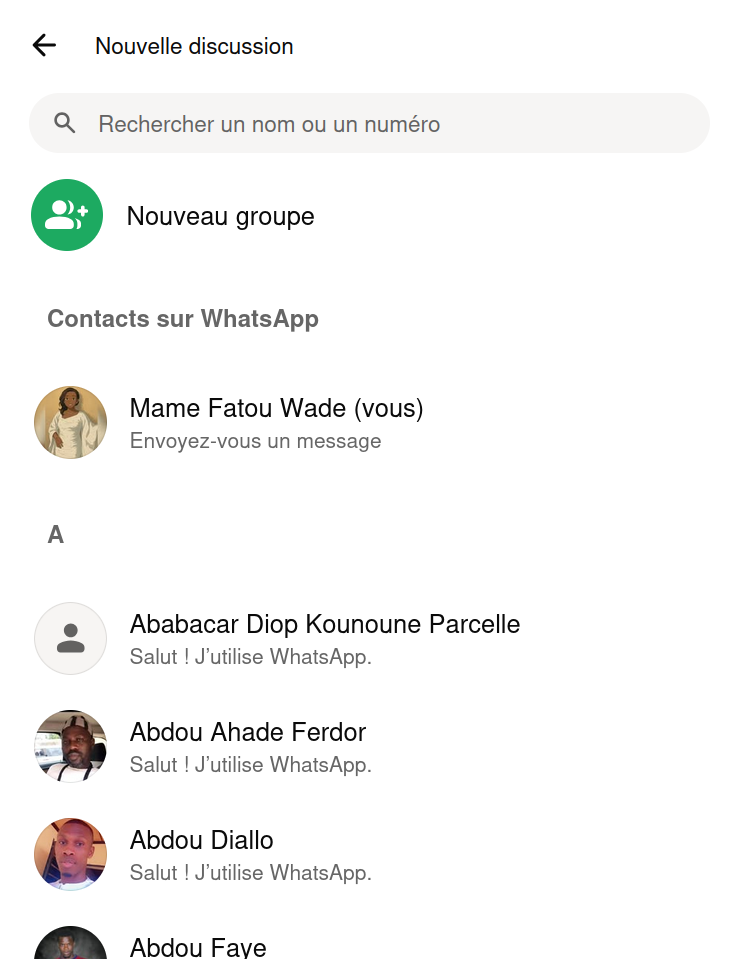 Nouvelle discussion
Rechercher un nom ou un numéro
Nouveau groupe
Contacts sur WhatsApp
Mame Fatou Wade (vous)
Envoyez-vous un message
A
Ababacar Diop Kounoune Parcelle
Salut ! J’utilise WhatsApp.
Abdou Ahade Ferdor
Salut ! J’utilise WhatsApp.
Abdou Diallo
Salut ! J’utilise WhatsApp.
Abdou Faye